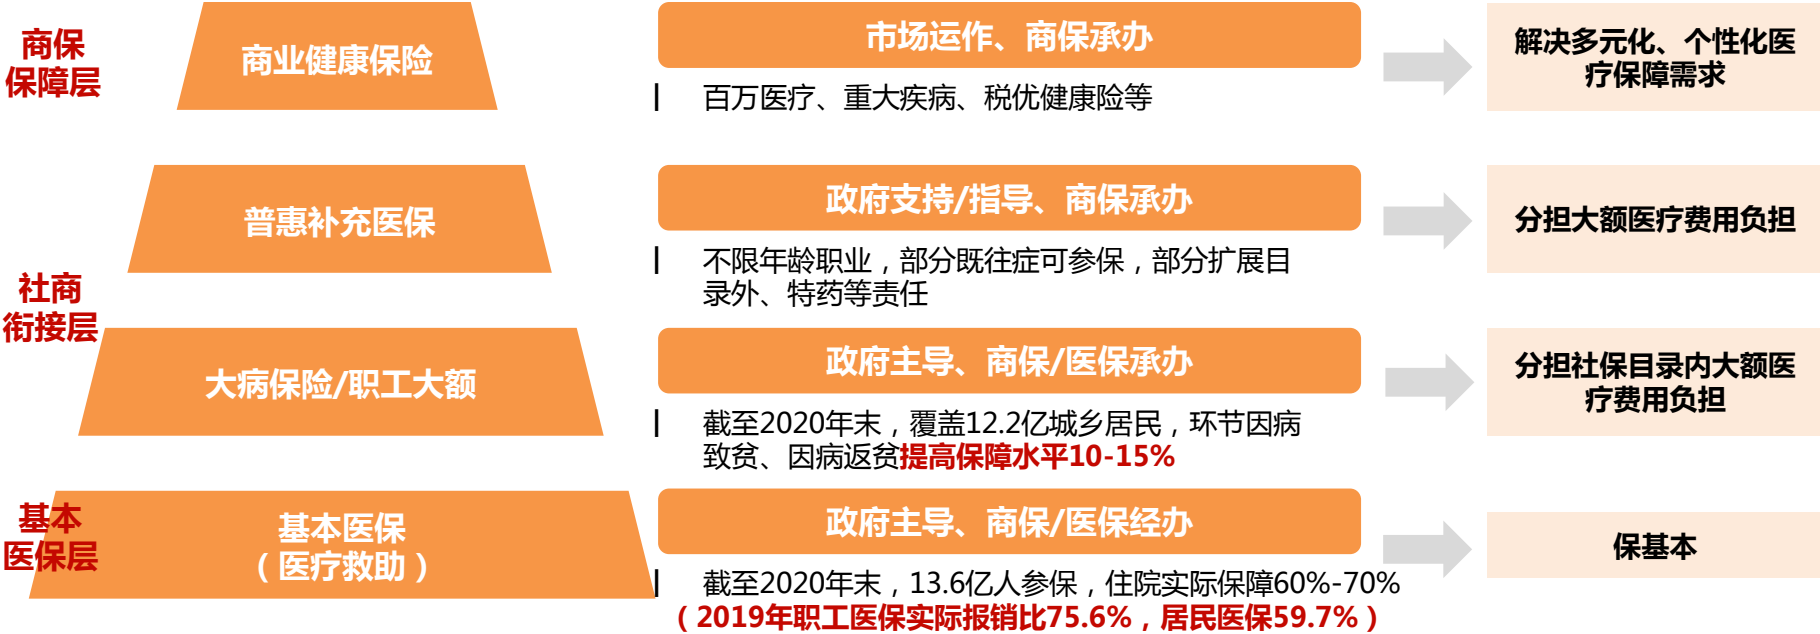 商保
保障层
商业健康保险
市场运作、商保承办
百万医疗、重大疾病、税优健康险等
解决多元化、个性化医
疗保障需求
社商
衔接层
普惠补充医保
政府支持/指导、商保承办
不限年龄职业，部分既往症可参保，部分扩展目
录外、特药等责任
分担大额医疗费用负担
大病保险/职工大额
政府主导、商保/医保承办
截至2020年末，覆盖12.2亿城乡居民，环节因病
致贫、因病返贫提高保障水平10-15%
分担社保目录内大额医
疗费用负担
基本
医保层
基本医保
（医疗救助）
政府主导、商保/医保经办
截至2020年末，13.6亿人参保，住院实际保障60%-70%
（2019年职工医保实际报销比75.6%，居民医保59.7%）
保基本